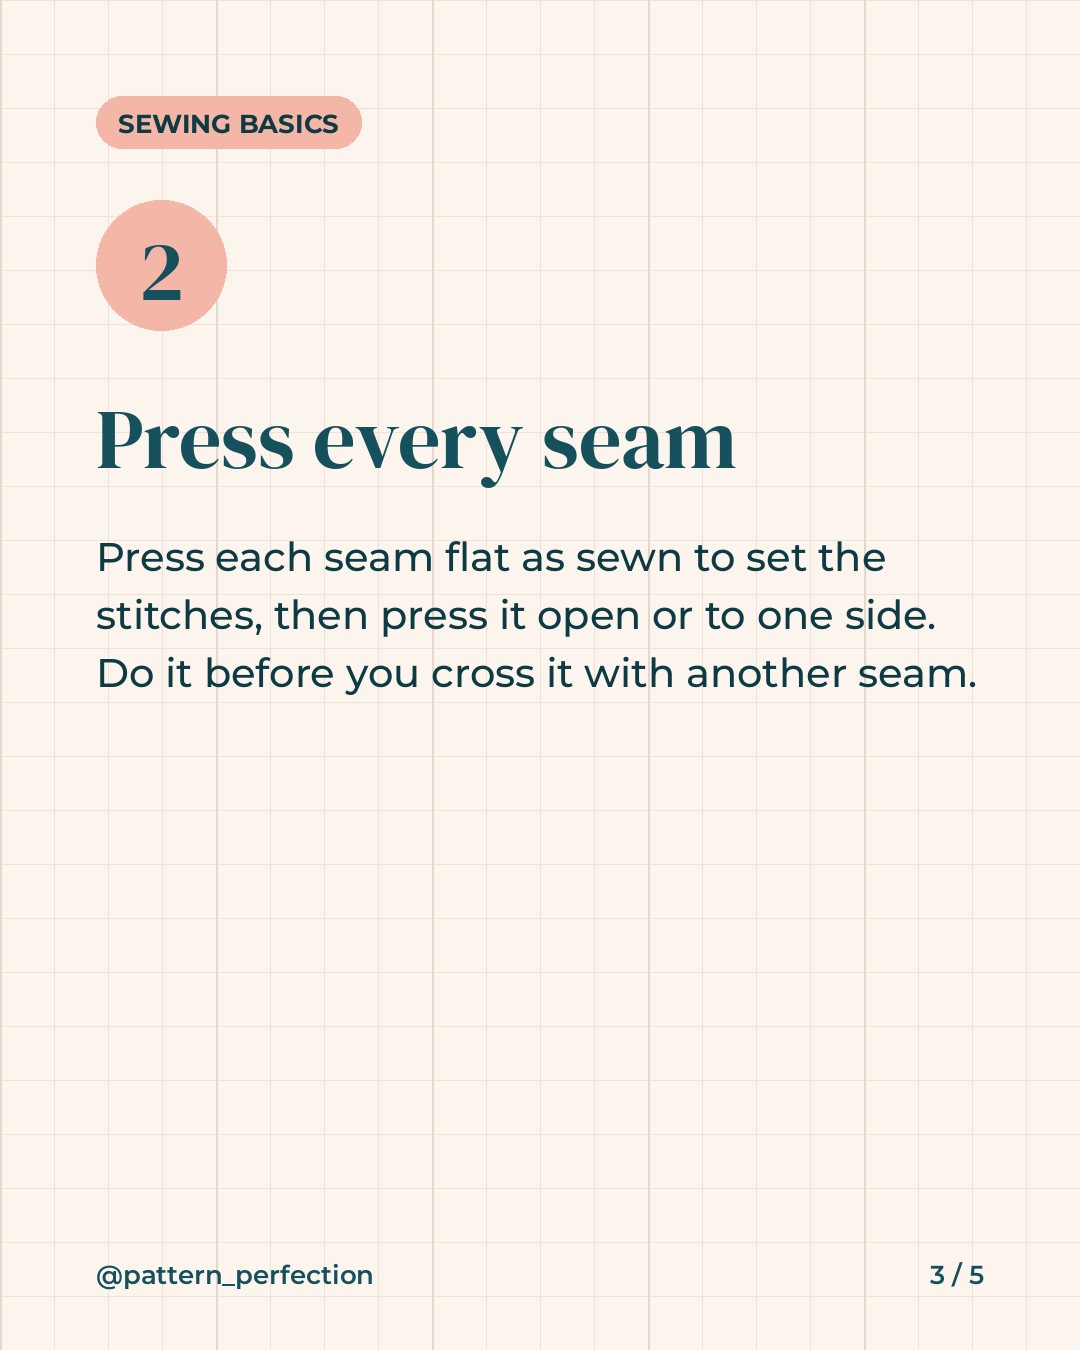 SEWING BASICS
2
Press every seam
Press each seam flat as sewn to set the
stitches, then press it open or to one side.
Do it before you cross it with another seam.
@pattern_perfection
3 / 5